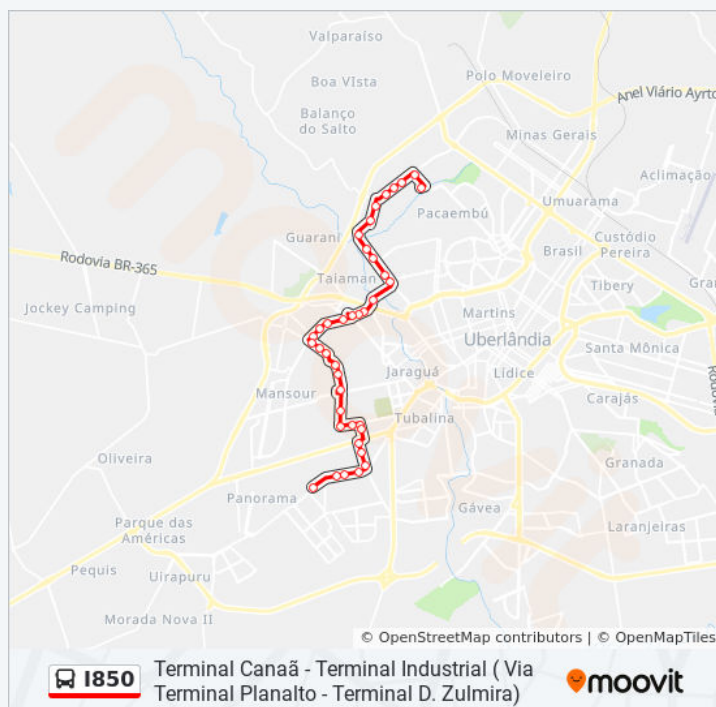 Valparaíso
Polo Moveleiro
Boa VIsta
Anel Viário Ayrto
Balanço
do Salto
Minas Gerais
Aclimação
Umuarama
Pacaembú
Guarani
Custódio
Pereira
Brasil
Rodovia BR-365
Taiaman
Tibery
Gra
Jockey Camping
Martins
Uberlândia
Santa Mônica
Rodov
Jaraguá
Lídice
Mansour
Carajás
Tubalina
Oliveira
Granada
Panorama
Gávea
Parque das
Américas
Laranjeiras
Pequis
Uirapuru
Morada Nova II
© OpenStreetMap contributors | © OpenMapTiles
I850
Terminal Canaã - Terminal Industrial ( Via
Terminal Planalto - Terminal D. Zulmira)
moovit